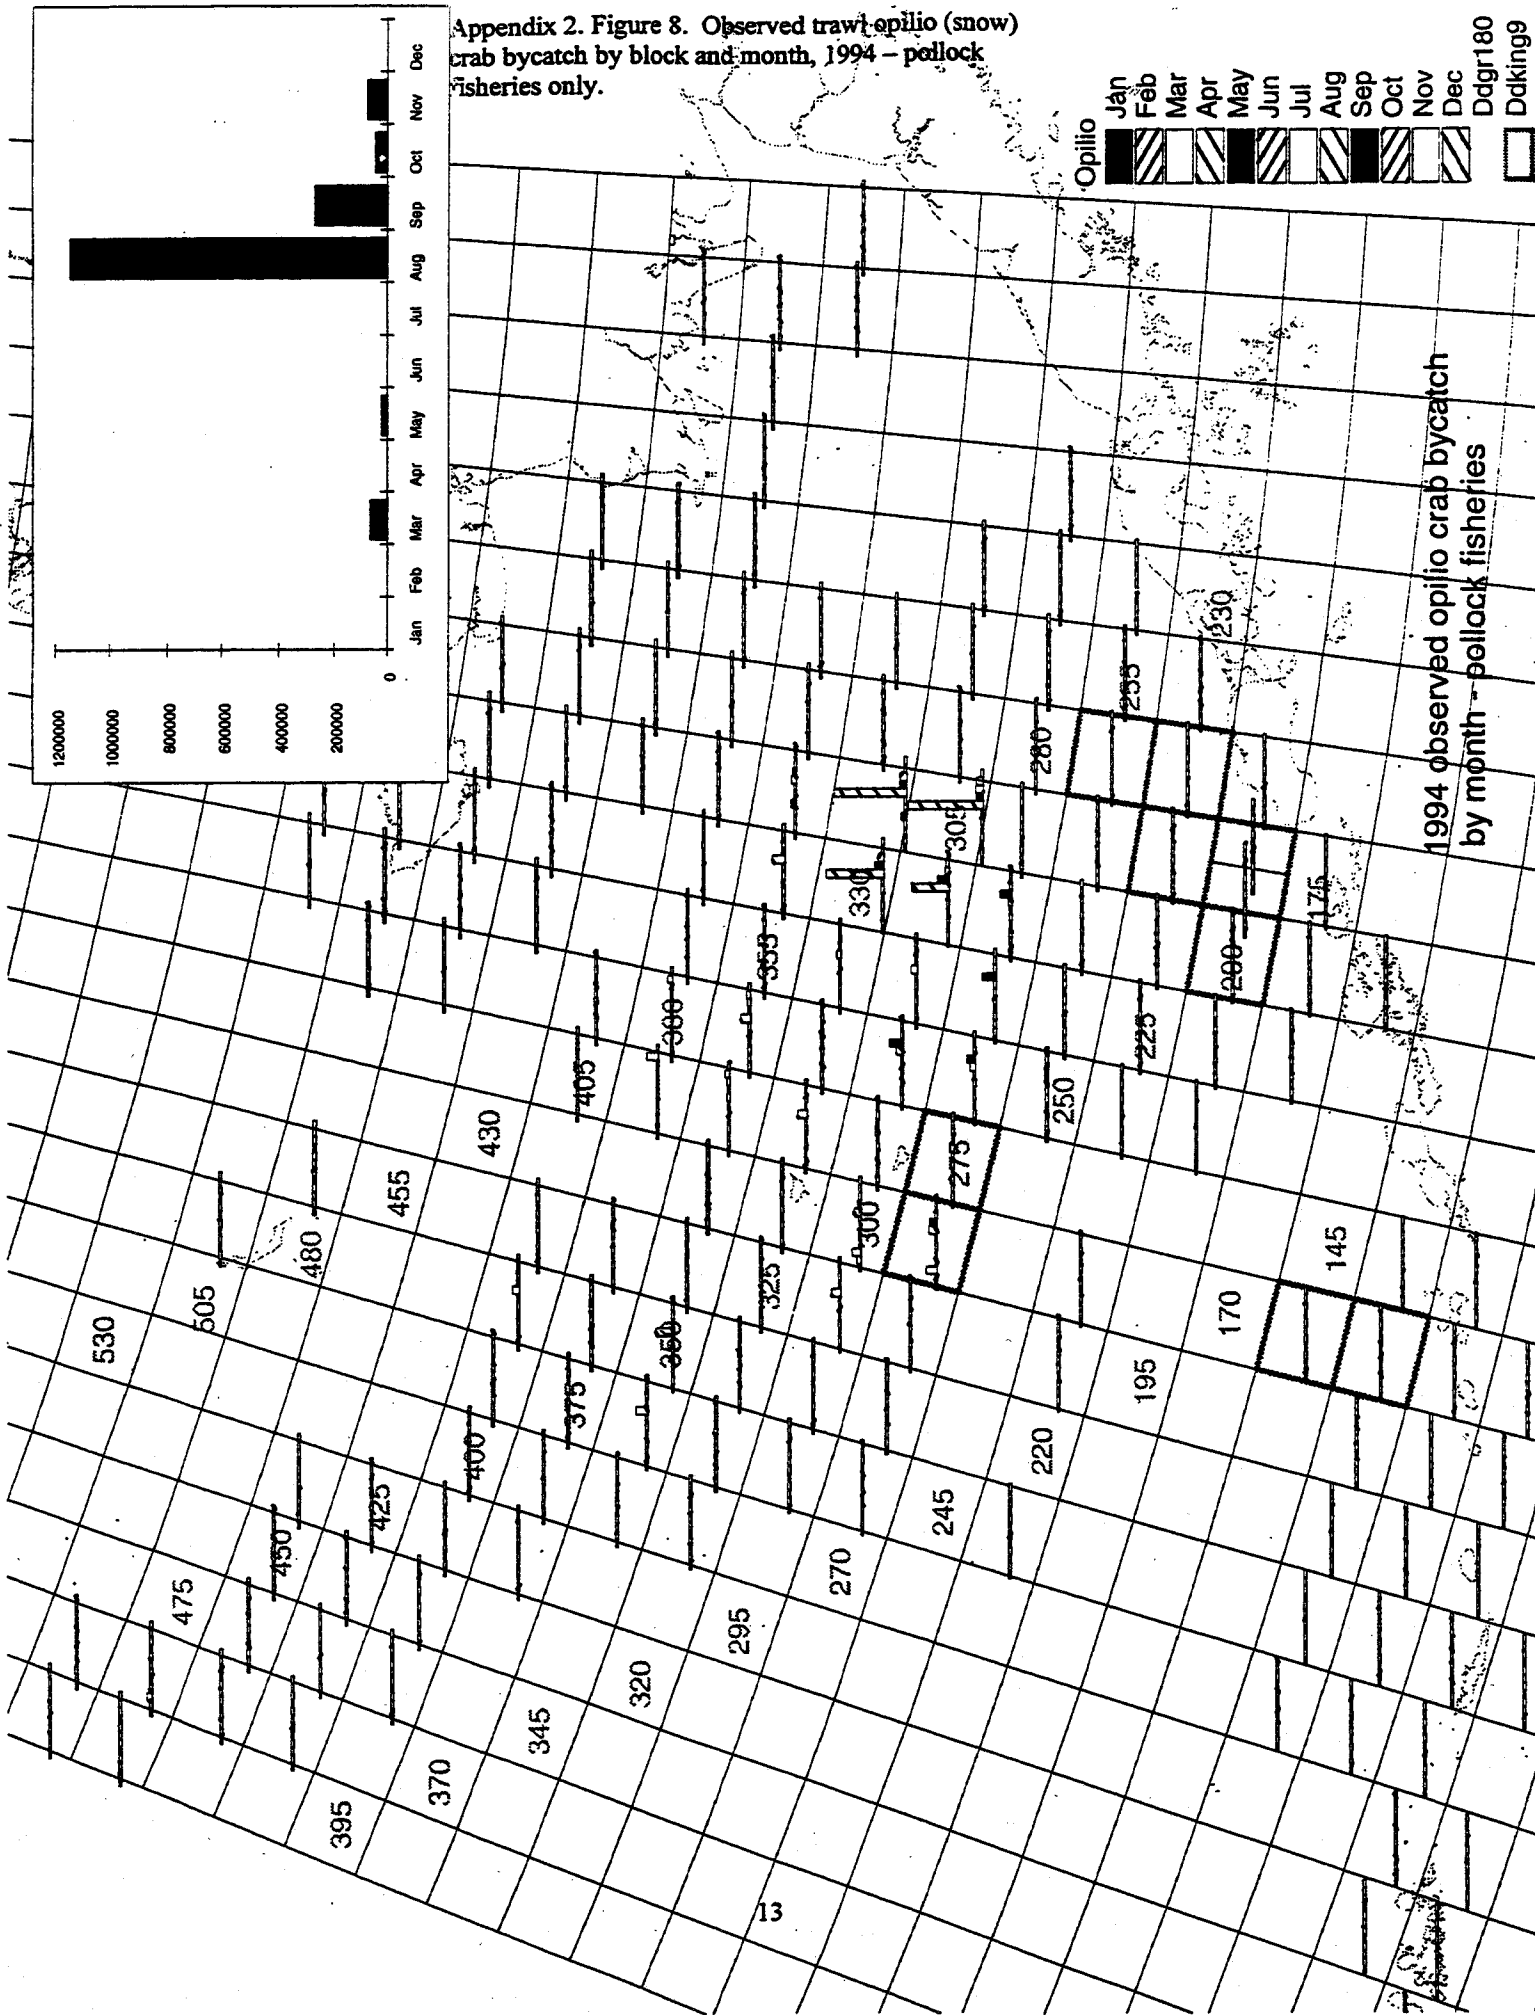 Appendix 2. Figure 8. Observed trawl opilio (snow)
crab bycatch by block and month, 1994 – pollock
fisheries only.
1200000
1000000
800000
600000
400000
200000
0
Jan
Feb
Mar
Apr
May
Jun
Jul
Aug
Sep
Oct
Nov
Dec
Opilio
Jan
Feb
Mar
Apr
May
Jun
Jul
Aug
Sep
Oct
Nov
Dec
Ddgr180
Ddking9
1994 observed opilio crab bycatch
by month - pollock fisheries
530
505
480
455
430
405
355
330
305
280
255
230
475
450
425
400
375
350
325
300
275
250
225
200
175
395
370
345
320
295
270
245
220
195
170
145
13